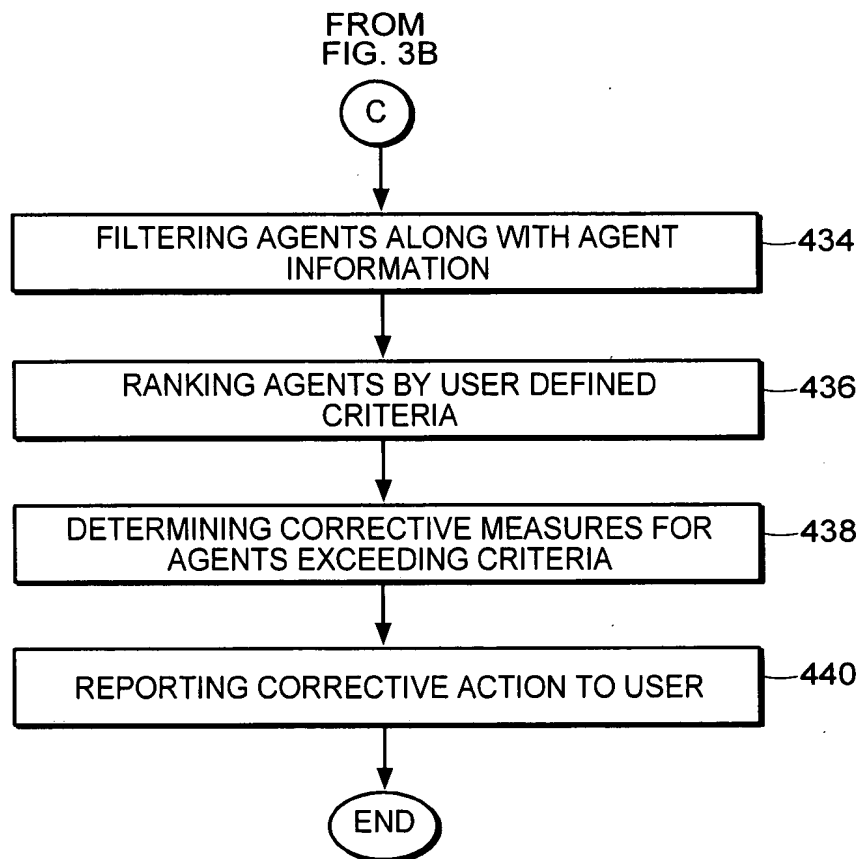 FROM
FIG. 3B
C
FILTERING AGENTS ALONG WITH AGENT
INFORMATION
434
RANKING AGENTS BY USER DEFINED
CRITERIA
436
DETERMINING CORRECTIVE MEASURES FOR
AGENTS EXCEEDING CRITERIA
438
REPORTING CORRECTIVE ACTION TO USER
440
END